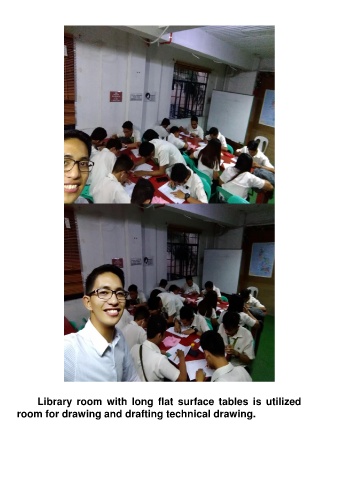 Library room with long flat surface tables is utilized
room for drawing and drafting technical drawing.